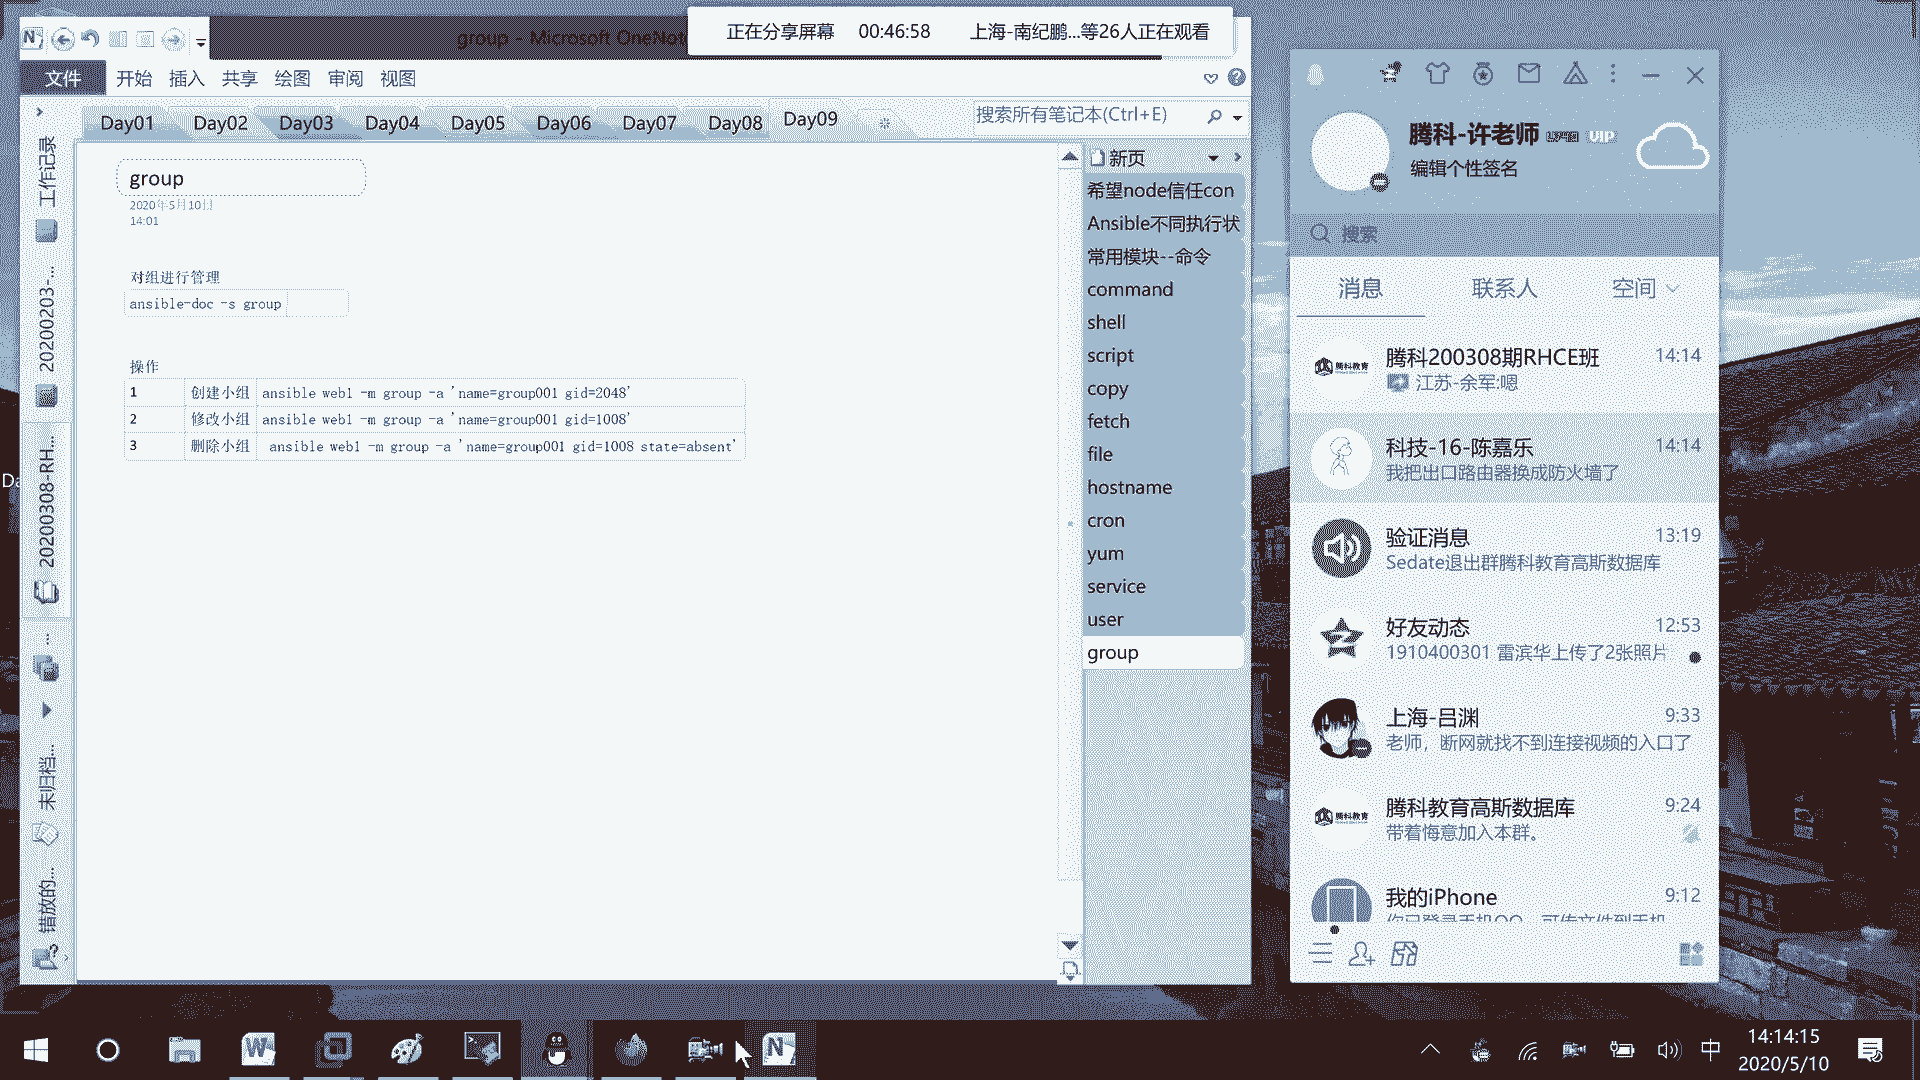 正在分享屏幕 00:46:58 上海-南纪鹏...等26人正在观看
group - Microsoft OneNot
文件 开始 插入 共享 绘图 审阅 视图
Day01 Day02 Day03 Day04 Day05 Day06 Day07 Day08 Day09
搜索所有笔记本(Ctrl+E)
工作记录
20200203-...
20200308-RH...
...
未归档...
错放的...
group
2020年5月10日
14:01
对组进行管理
ansible-doc -s group
操作
1 创建小组 ansible web1 -m group -a 'name=group001 gid=2048'
2 修改小组 ansible web1 -m group -a 'name=group001 gid=1008'
3 删除小组 ansible web1 -m group -a 'name=group001 gid=1008 state=absent'
新页
希望node信任con
Ansible不同执行状
常用模块--命令
command
shell
script
copy
fetch
file
hostname
cron
yum
service
user
group
腾科-许老师 VIP
编辑个性签名
搜索
消息 联系人 空间
腾科200308期RHCE班 14:14
江苏-余军:嗯
科技-16-陈嘉乐 14:14
我把出口路由器换成防火墙了
验证消息 13:19
Sedate退出群腾科教育高斯数据库
好友动态 12:53
1910400301 雷滨华上传了2张照片
上海-吕渊 9:33
老师，断网就找不到连接视频的入口了
腾科教育高斯数据库 9:24
带着悔意加入本群。
我的iPhone 9:12
你已登录手机QQ，可传文件到手机
Da
中 14:14:15
2020/5/10